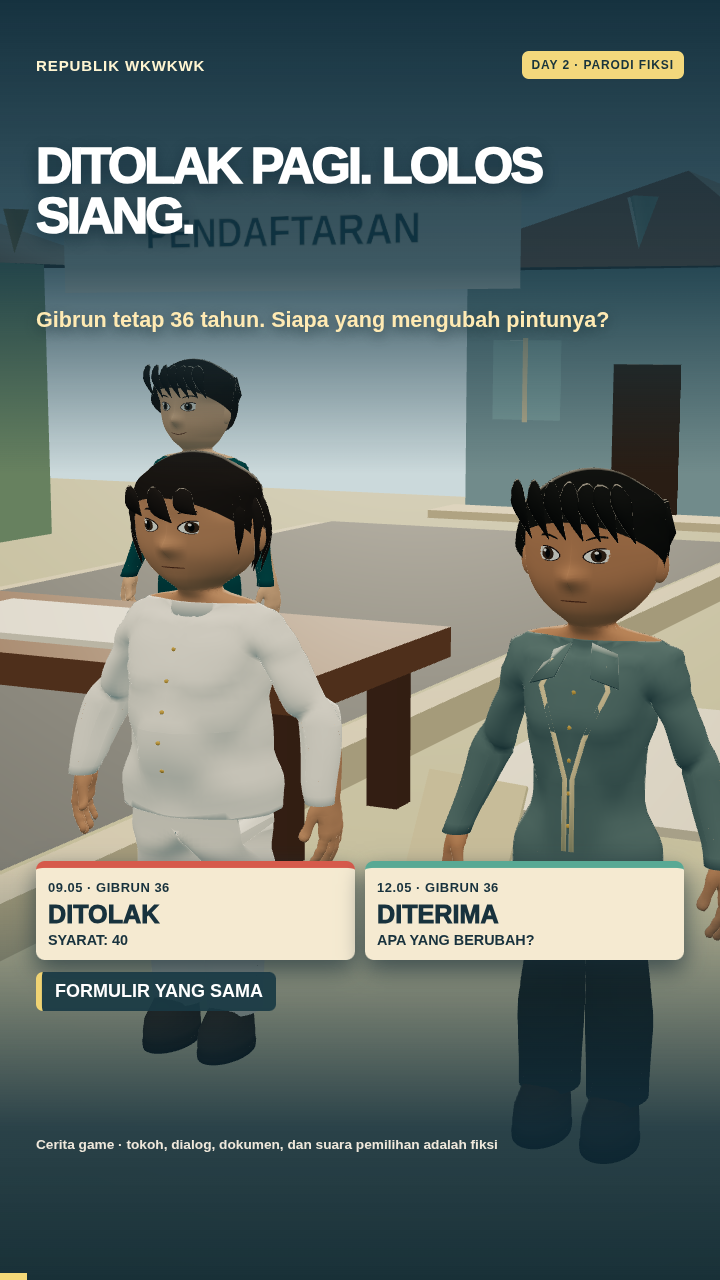 REPUBLIK WKWKWK
DAY 2 · PARODI FIKSI
DITOLAK PAGI. LOLOS
SIANG.
PENDAFTARAN
Gibrun tetap 36 tahun. Siapa yang mengubah pintunya?
09.05 · GIBRUN 36
DITOLAK
SYARAT: 40
12.05 · GIBRUN 36
DITERIMA
APA YANG BERUBAH?
FORMULIR YANG SAMA
Cerita game · tokoh, dialog, dokumen, dan suara pemilihan adalah fiksi